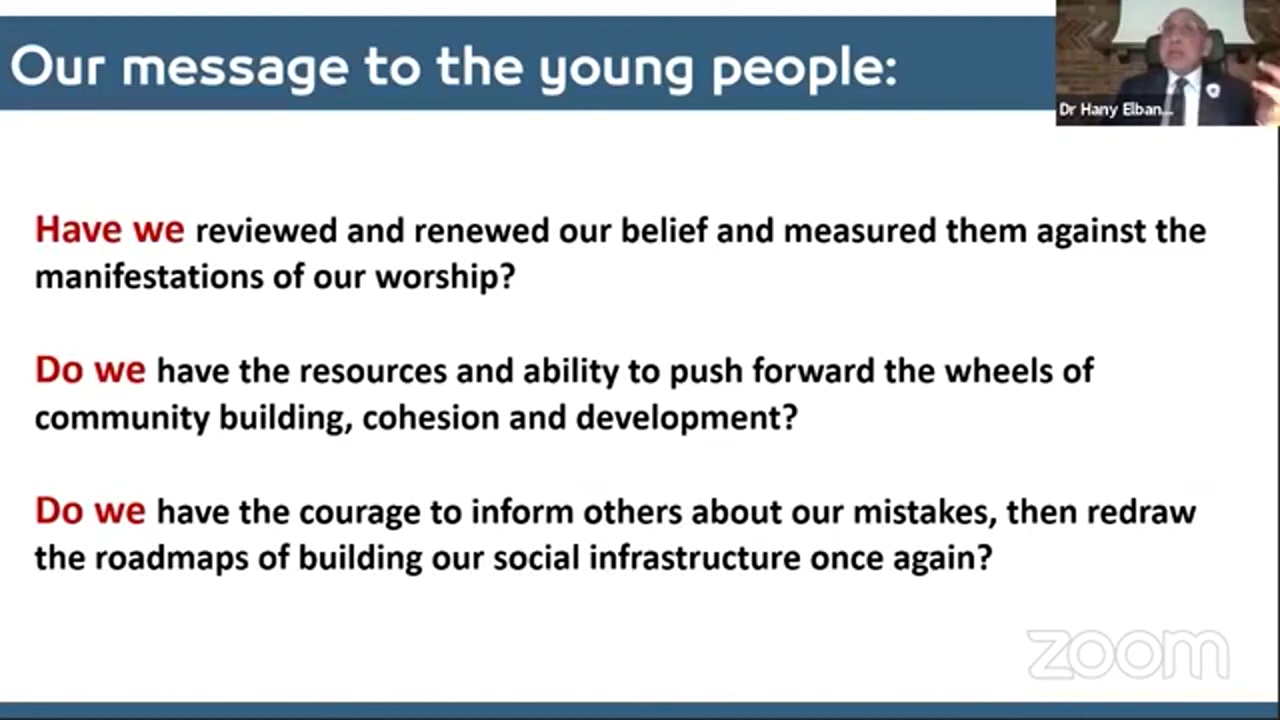 Our message to the young people:
Dr Hany Elban...
Have we reviewed and renewed our belief and measured them against the
manifestations of our worship?
Do we have the resources and ability to push forward the wheels of
community building, cohesion and development?
Do we have the courage to inform others about our mistakes, then redraw
the roadmaps of building our social infrastructure once again?
zoom